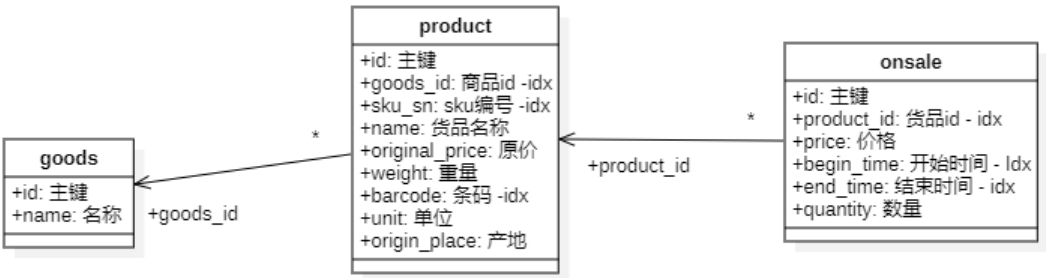 goods
+id: 主键
+name: 名称
*
+goods_id
product
+id: 主键
+goods_id: 商品id -idx
+sku_sn: sku编号 -idx
+name: 货品名称
+original_price: 原价
+weight: 重量
+barcode: 条码 -idx
+unit: 单位
+origin_place: 产地
*
+product_id
onsale
+id: 主键
+product_id: 货品id - idx
+price: 价格
+begin_time: 开始时间 - Idx
+end_time: 结束时间 - idx
+quantity: 数量